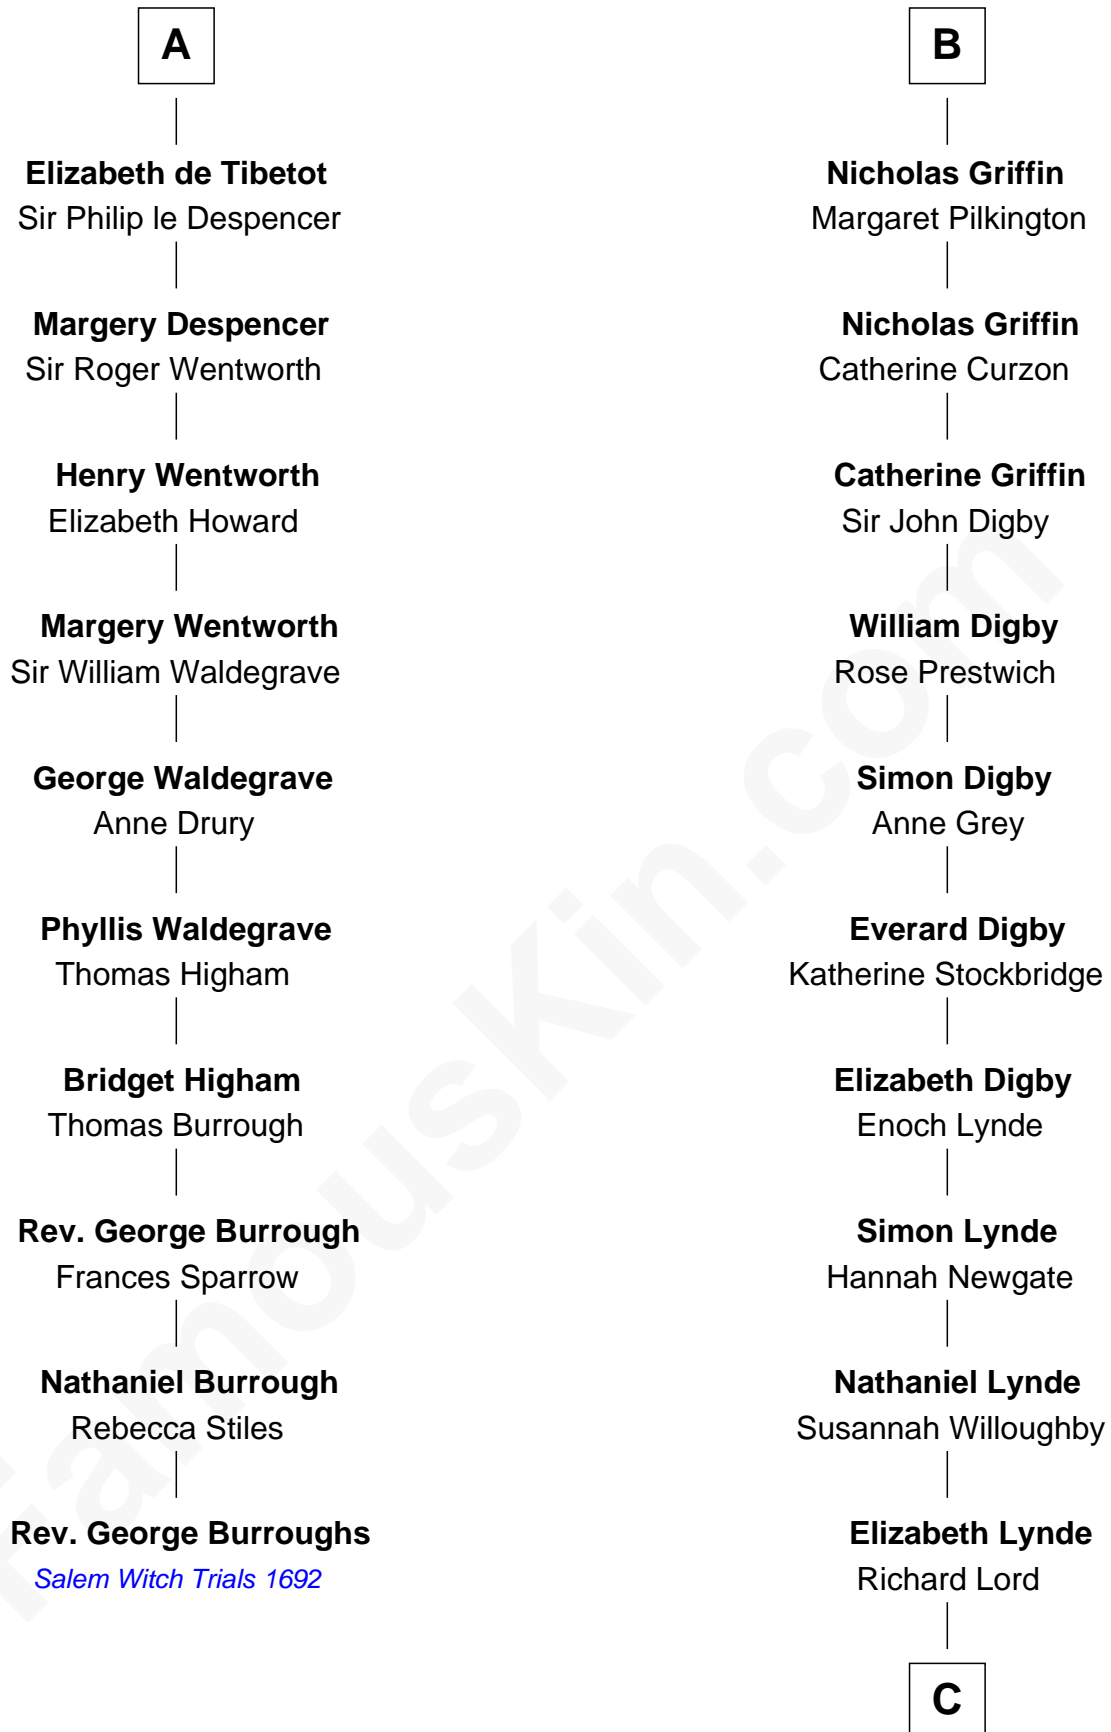 A
Elizabeth de Tibetot
Sir Philip le Despencer
Margery Despencer
Sir Roger Wentworth
Henry Wentworth
Elizabeth Howard
Margery Wentworth
Sir William Waldegrave
George Waldegrave
Anne Drury
Phyllis Waldegrave
Thomas Higham
Bridget Higham
Thomas Burrough
Rev. George Burrough
Frances Sparrow
Nathaniel Burrough
Rebecca Stiles
Rev. George Burroughs
Salem Witch Trials 1692
B
Nicholas Griffin
Margaret Pilkington
Nicholas Griffin
Catherine Curzon
Catherine Griffin
Sir John Digby
William Digby
Rose Prestwich
Simon Digby
Anne Grey
Everard Digby
Katherine Stockbridge
Elizabeth Digby
Enoch Lynde
Simon Lynde
Hannah Newgate
Nathaniel Lynde
Susannah Willoughby
Elizabeth Lynde
Richard Lord
C
FamousKin.com